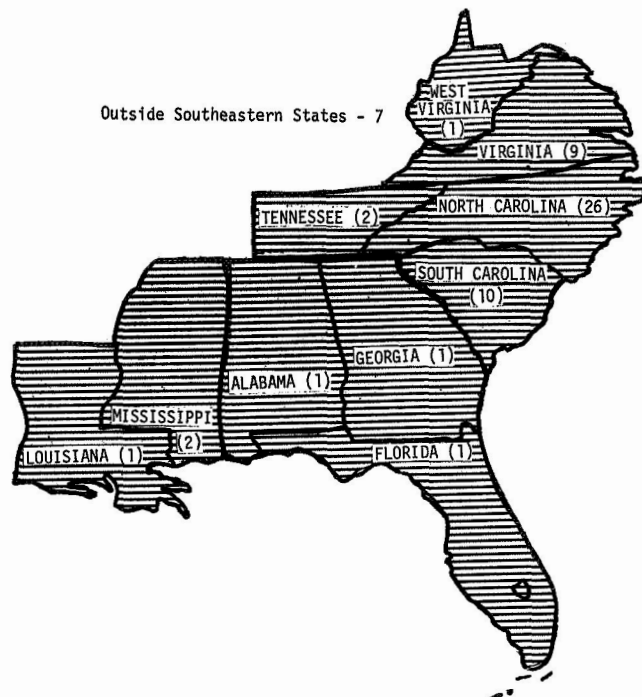 Outside Southeastern States - 7
WEST
VIRGINIA
(1)
VIRGINIA (9)
NORTH CAROLINA (26)
TENNESSEE (2)
SOUTH CAROLINA
(10)
GEORGIA (1)
ALABAMA (1)
MISSISSIPPI
(2)
LOUISIANA (1)
FLORIDA (1)